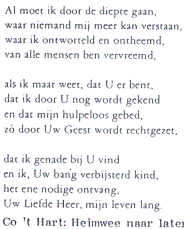 Al moet ik door de diepte gaan,
waar niemand mij meer kan verstaan,
waar ik ontworteld en ontheemd,
van alle mensen ben vervreemd,
als ik maar weet, dat U er bent,
dat ik door U nog wordt gekend
en dat mijn hulpeloos gebed,
zó door Uw Geest wordt rechtgezet,
dat ik genade bij U vind
en ik, Uw bang verbijsterd kind,
het ene nodige ontvang,
Uw Liefde Heer, mijn leven lang.
Co 't Hart: Heimwee naar later